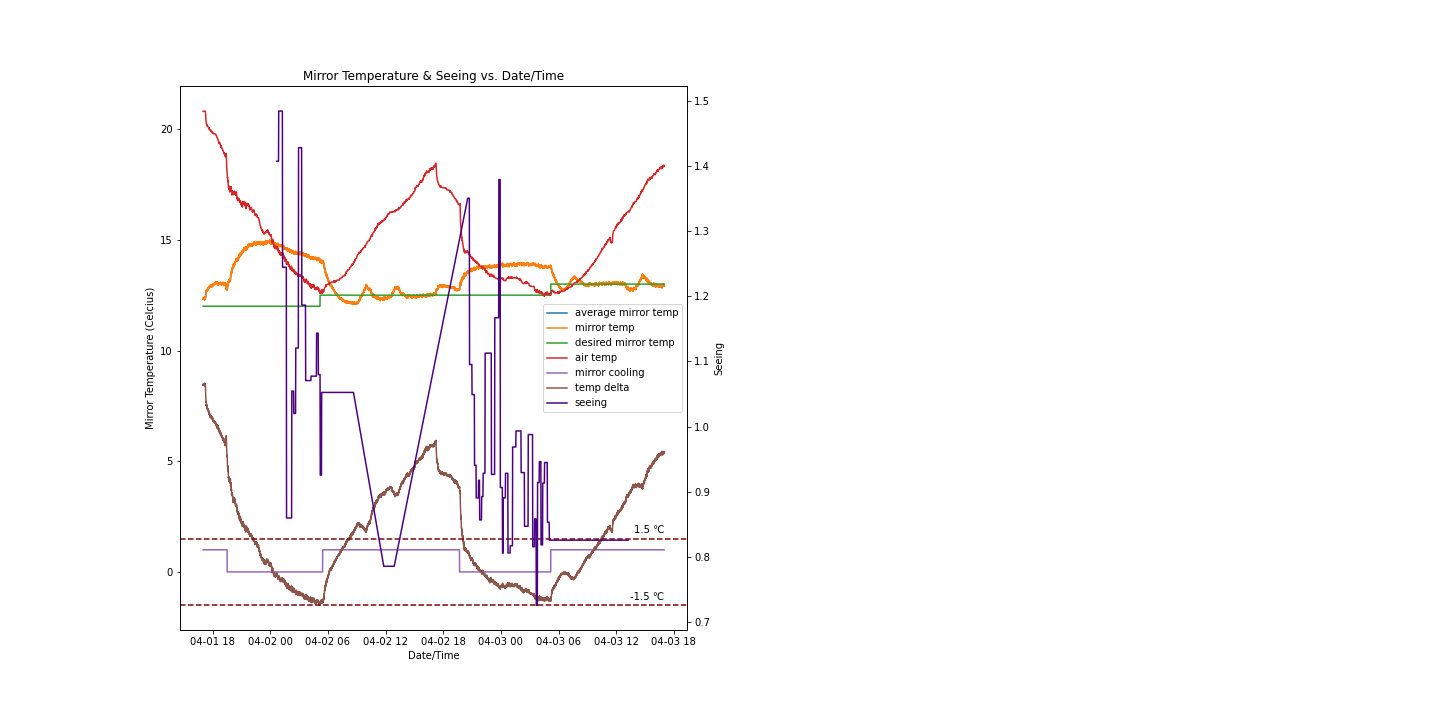 Mirror Temperature & Seeing vs. Date/Time
20
15
10
5
0
Mirror Temperature (Celcius)
1.5
1.4
1.3
1.2
1.1
1.0
0.9
0.8
0.7
Seeing
average mirror temp
mirror temp
desired mirror temp
air temp
mirror cooling
temp delta
seeing
1.5 °C
-1.5 °C
04-01 18 04-02 00 04-02 06 04-02 12 04-02 18 04-03 00 04-03 06 04-03 12 04-03 18
Date/Time